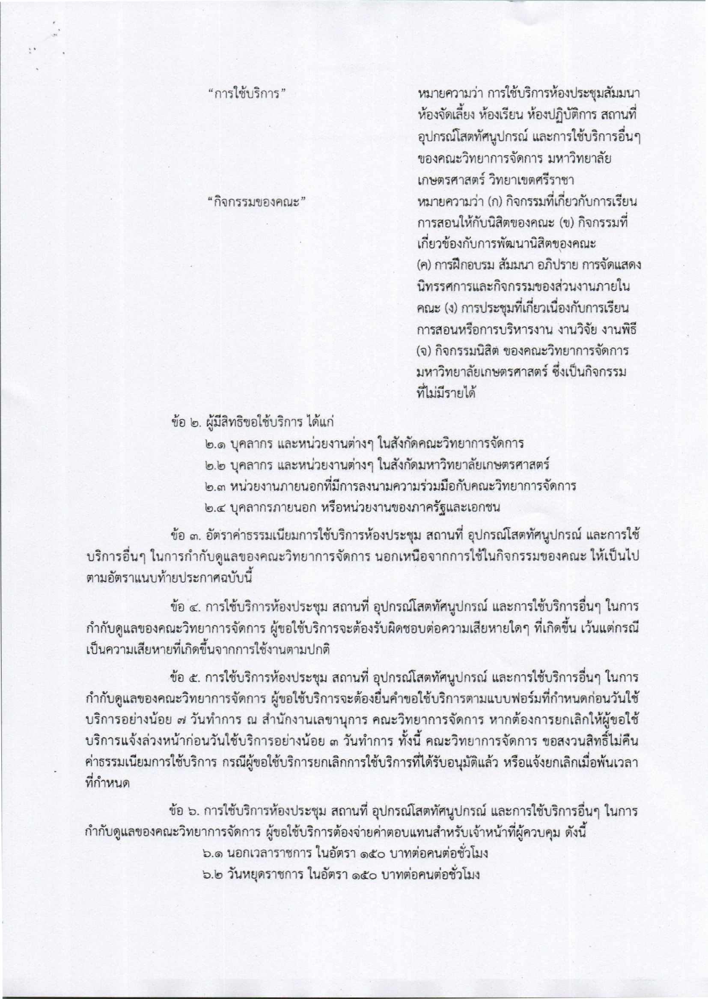 “การใช้บริการ” หมายความว่า การใช้บริการห้องประชุมสัมมนา
ห้องจัดเลี้ยง ห้องเรียน ห้องปฏิบัติการ สถานที่
อุปกรณ์โสตทัศนูปกรณ์ และการใช้บริการอื่นๆ
ของคณะวิทยาการจัดการ มหาวิทยาลัย
เกษตรศาสตร์ วิทยาเขตศรีราชา
“กิจกรรมของคณะ” หมายความว่า (ก) กิจกรรมที่เกี่ยวกับการเรียน
การสอนให้กับนิสิตของคณะ (ข) กิจกรรมที่
เกี่ยวข้องกับการพัฒนานิสิตของคณะ
(ค) การฝึกอบรม สัมมนา อภิปราย การจัดแสดง
นิทรรศการและกิจกรรมของส่วนงานภายใน
คณะ (ง) การประชุมที่เกี่ยวเนื่องกับการเรียน
การสอนหรือการบริหารงาน งานวิจัย งานพิธี
(จ) กิจกรรมนิสิต ของคณะวิทยาการจัดการ
มหาวิทยาลัยเกษตรศาสตร์ ซึ่งเป็นกิจกรรม
ที่ไม่มีรายได้
ข้อ ๒. ผู้มีสิทธิขอใช้บริการ ได้แก่
๒.๑ บุคลากร และหน่วยงานต่างๆ ในสังกัดคณะวิทยาการจัดการ
๒.๒ บุคลากร และหน่วยงานต่างๆ ในสังกัดมหาวิทยาลัยเกษตรศาสตร์
๒.๓ หน่วยงานภายนอกที่มีการลงนามความร่วมมือกับคณะวิทยาการจัดการ
๒.๔ บุคลากรภายนอก หรือหน่วยงานของภาครัฐและเอกชน
ข้อ ๓. อัตราค่าธรรมเนียมการใช้บริการห้องประชุม สถานที่ อุปกรณ์โสตทัศนูปกรณ์ และการใช้
บริการอื่นๆ ในการกำกับดูแลของคณะวิทยาการจัดการ นอกเหนือจากการใช้ในกิจกรรมของคณะ ให้เป็นไป
ตามอัตราแนบท้ายประกาศฉบับนี้
ข้อ ๔. การใช้บริการห้องประชุม สถานที่ อุปกรณ์โสตทัศนูปกรณ์ และการใช้บริการอื่นๆ ในการ
กำกับดูแลของคณะวิทยาการจัดการ ผู้ขอใช้บริการจะต้องรับผิดชอบต่อความเสียหายใดๆ ที่เกิดขึ้น เว้นแต่กรณี
เป็นความเสียหายที่เกิดขึ้นจากการใช้งานตามปกติ
ข้อ ๕. การใช้บริการห้องประชุม สถานที่ อุปกรณ์โสตทัศนูปกรณ์ และการใช้บริการอื่นๆ ในการ
กำกับดูแลของคณะวิทยาการจัดการ ผู้ขอใช้บริการจะต้องยื่นคำขอใช้บริการตามแบบฟอร์มที่กำหนดก่อนวันใช้
บริการอย่างน้อย ๗ วันทำการ ณ สำนักงานเลขานุการ คณะวิทยาการจัดการ หากต้องการยกเลิกให้ผู้ขอใช้
บริการแจ้งล่วงหน้าก่อนวันใช้บริการอย่างน้อย ๓ วันทำการ ทั้งนี้ คณะวิทยาการจัดการ ขอสงวนสิทธิ์ไม่คืน
ค่าธรรมเนียมการใช้บริการ กรณีผู้ขอใช้บริการยกเลิกการใช้บริการที่ได้รับอนุมัติแล้ว หรือแจ้งยกเลิกเมื่อพ้นเวลา
ที่กำหนด
ข้อ ๖. การใช้บริการห้องประชุม สถานที่ อุปกรณ์โสตทัศนูปกรณ์ และการใช้บริการอื่นๆ ในการ
กำกับดูแลของคณะวิทยาการจัดการ ผู้ขอใช้บริการต้องจ่ายค่าตอบแทนสำหรับเจ้าหน้าที่ผู้ควบคุม ดังนี้
๖.๑ นอกเวลาราชการ ในอัตรา ๑๕๐ บาทต่อคนต่อชั่วโมง
๖.๒ วันหยุดราชการ ในอัตรา ๑๕๐ บาทต่อคนต่อชั่วโมง